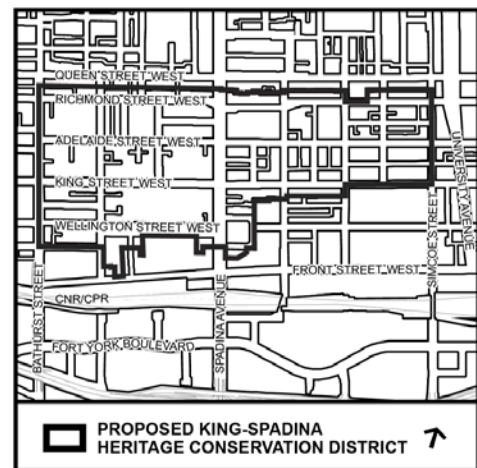 QUEEN STREET WEST
RICHMOND STREET WEST
ADELAIDE STREET WEST
KING STREET WEST
WELLINGTON STREET WEST
FRONT STREET WEST
CNR/CPR
FORT YORK BOULEVARD
BATHURST STREET
SPADINA AVENUE
SIMCOE STREET
UNIVERSITY AVENUE
PROPOSED KING-SPADINA
HERITAGE CONSERVATION DISTRICT